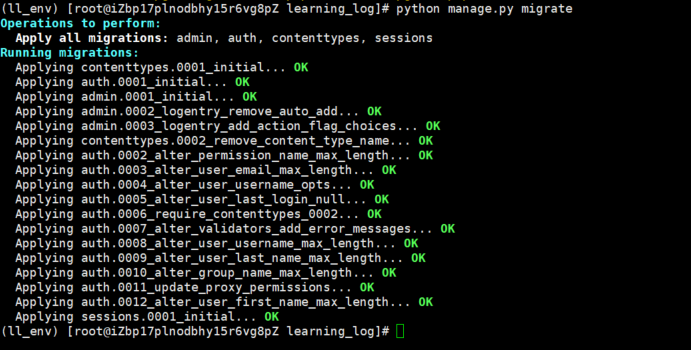 (ll_env) [root@iZbp17plnodbhy15r6vg8pZ learning_log]# python manage.py migrate
Operations to perform:
  Apply all migrations: admin, auth, contenttypes, sessions
Running migrations:
  Applying contenttypes.0001_initial... OK
  Applying auth.0001_initial... OK
  Applying admin.0001_initial... OK
  Applying admin.0002_logentry_remove_auto_add... OK
  Applying admin.0003_logentry_add_action_flag_choices... OK
  Applying contenttypes.0002_remove_content_type_name... OK
  Applying auth.0002_alter_permission_name_max_length... OK
  Applying auth.0003_alter_user_email_max_length... OK
  Applying auth.0004_alter_user_username_opts... OK
  Applying auth.0005_alter_user_last_login_null... OK
  Applying auth.0006_require_contenttypes_0002... OK
  Applying auth.0007_alter_validators_add_error_messages... OK
  Applying auth.0008_alter_user_username_max_length... OK
  Applying auth.0009_alter_user_last_name_max_length... OK
  Applying auth.0010_alter_group_name_max_length... OK
  Applying auth.0011_update_proxy_permissions... OK
  Applying auth.0012_alter_user_first_name_max_length... OK
  Applying sessions.0001_initial... OK
(ll_env) [root@iZbp17plnodbhy15r6vg8pZ learning_log]#